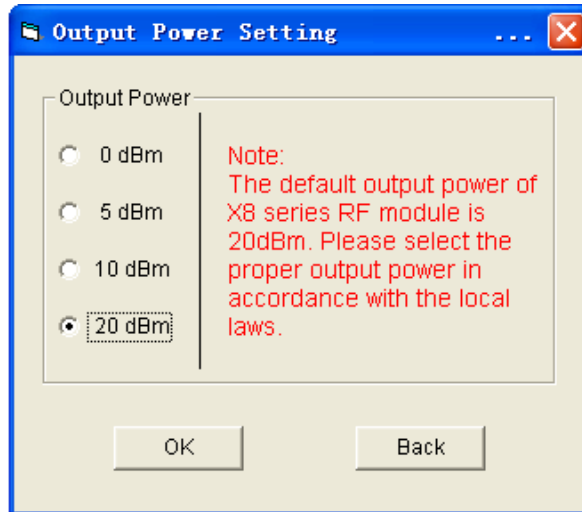 Output Power Setting ...
Output Power
0 dBm
5 dBm
10 dBm
20 dBm
Note:
The default output power of
X8 series RF module is
20dBm. Please select the
proper output power in
accordance with the local
laws.
OK
Back